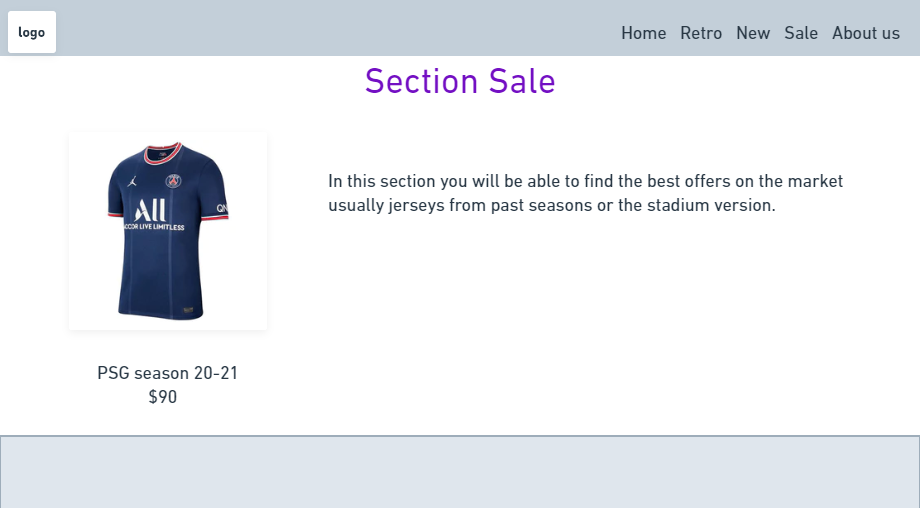 logo
Home Retro New Sale About us
Section Sale
In this section you will be able to find the best offers on the market
usually jerseys from past seasons or the stadium version.
ALL
ACCOR LIVE LIMITLESS
PSG season 20-21
$90